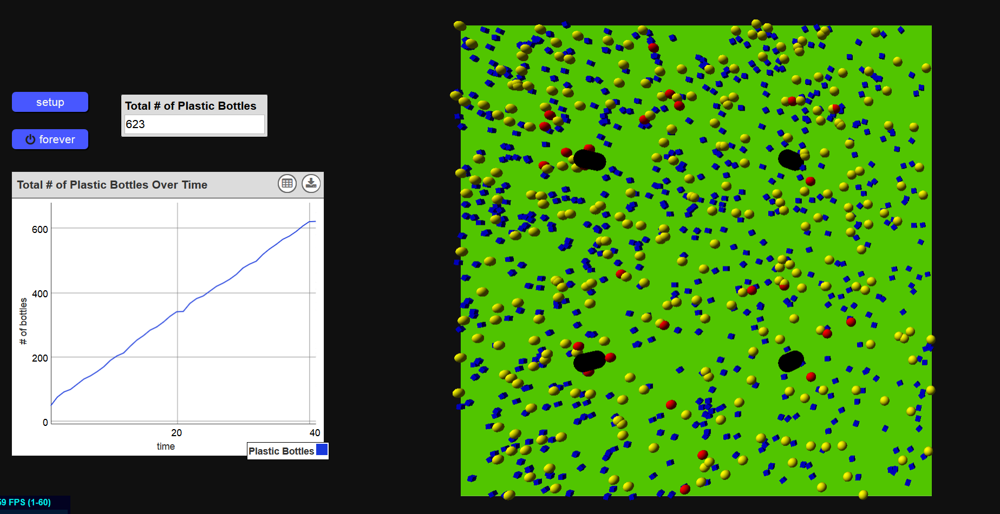 setup
Total # of Plastic Bottles
623
forever
Total # of Plastic Bottles Over Time
600
400
200
0
# of bottles
20
40
time
Plastic Bottles
59 FPS (1-60)